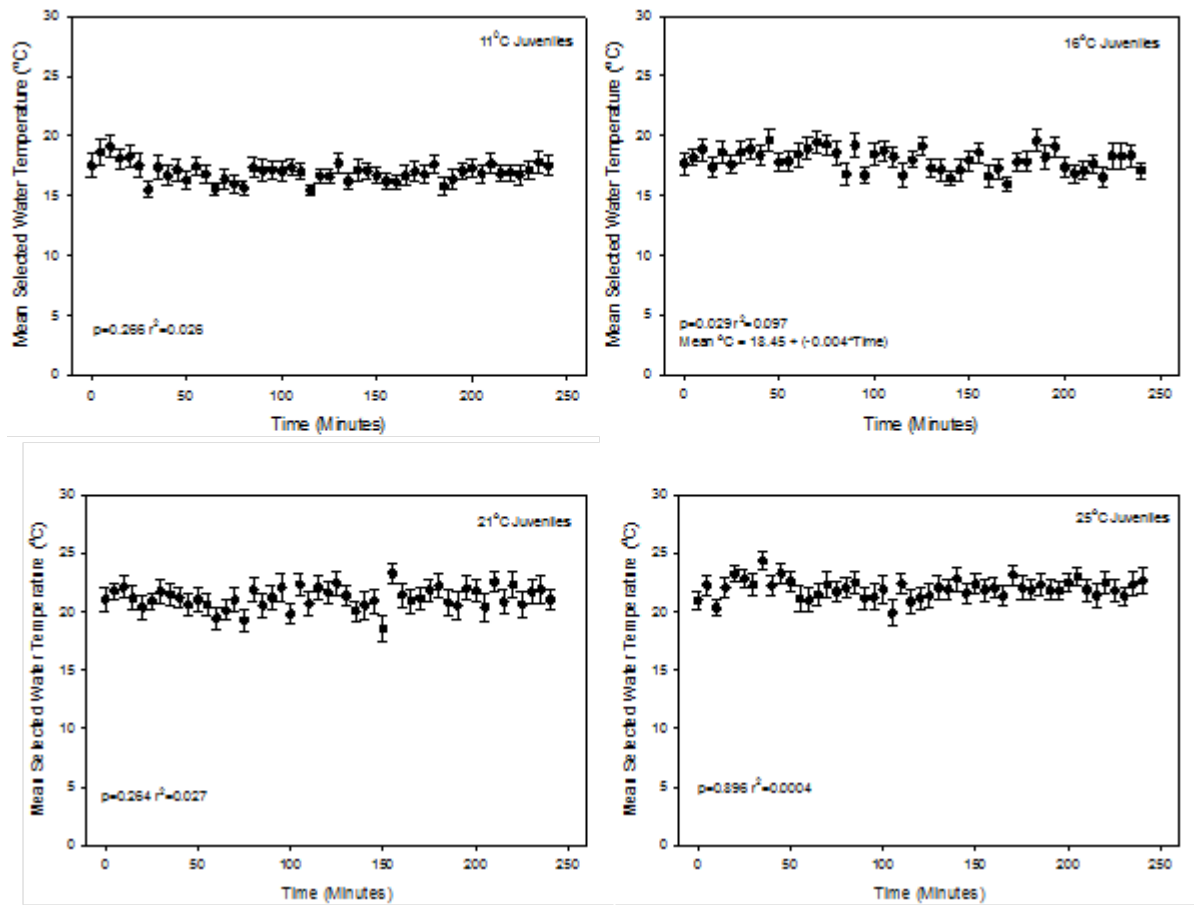 30
25
20
15
10
5
0
Mean Selected Water Temperature (°C)
11°C Juveniles
p=0.266 r²=0.026
0 50 100 150 200 250
Time (Minutes)
30
25
20
15
10
5
0
Mean Selected Water Temperature (°C)
16°C Juveniles
p=0.029 r²=0.097
Mean °C = 18.45 + (-0.004*Time)
0 50 100 150 200 250
Time (Minutes)
30
25
20
15
10
5
0
Mean Selected Water Temperature (°C)
21°C Juveniles
p=0.264 r²=0.027
0 50 100 150 200 250
Time (Minutes)
30
25
20
15
10
5
0
Mean Selected Water Temperature (°C)
25°C Juveniles
p=0.896 r²=0.0004
0 50 100 150 200 250
Time (Minutes)